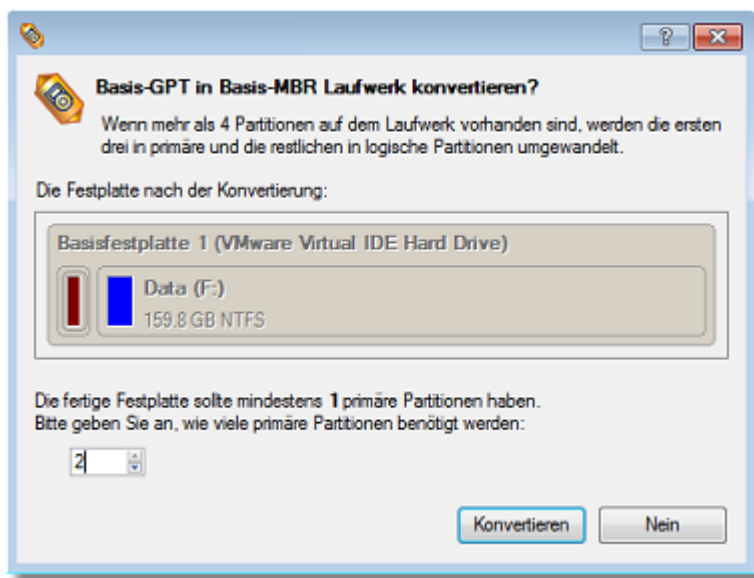 Basis-GPT in Basis-MBR Laufwerk konvertieren?
Wenn mehr als 4 Partitionen auf dem Laufwerk vorhanden sind, werden die ersten
drei in primäre und die restlichen in logische Partitionen umgewandelt.
Die Festplatte nach der Konvertierung:
Basisfestplatte 1 (VMware Virtual IDE Hard Drive)
Data (F:)
159.8 GB NTFS
Die fertige Festplatte sollte mindestens 1 primäre Partitionen haben.
Bitte geben Sie an, wie viele primäre Partitionen benötigt werden:
2
Konvertieren
Nein